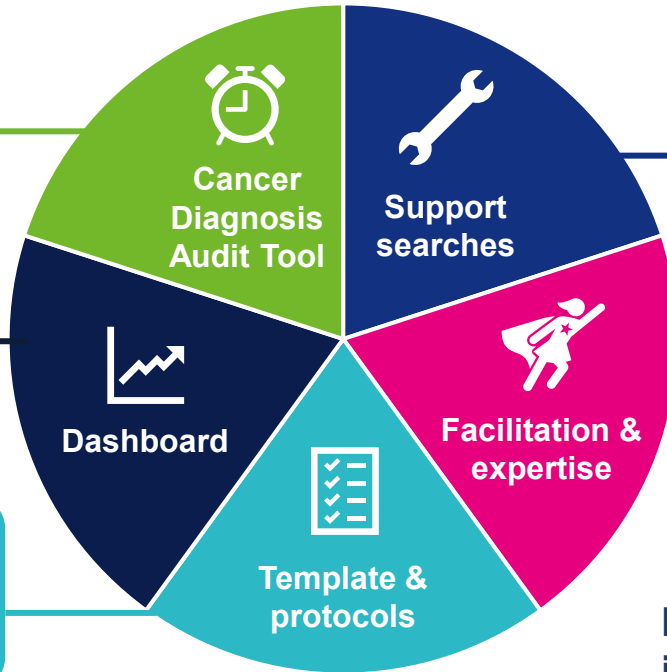 Cancer
Diagnosis
Audit Tool
Support
searches
Facilitation &
expertise
Template &
protocols
Dashboard